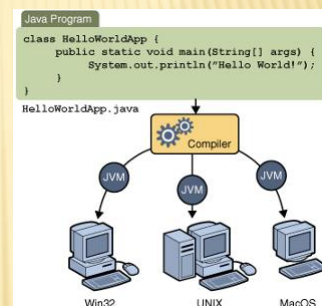 Java Program
class HelloWorldApp {
public static void main(String[] args) {
System.out.println("Hello World!");
}
}
HelloWorldApp.java
Compiler
JVM
JVM
JVM
Win32
UNIX
MacOS